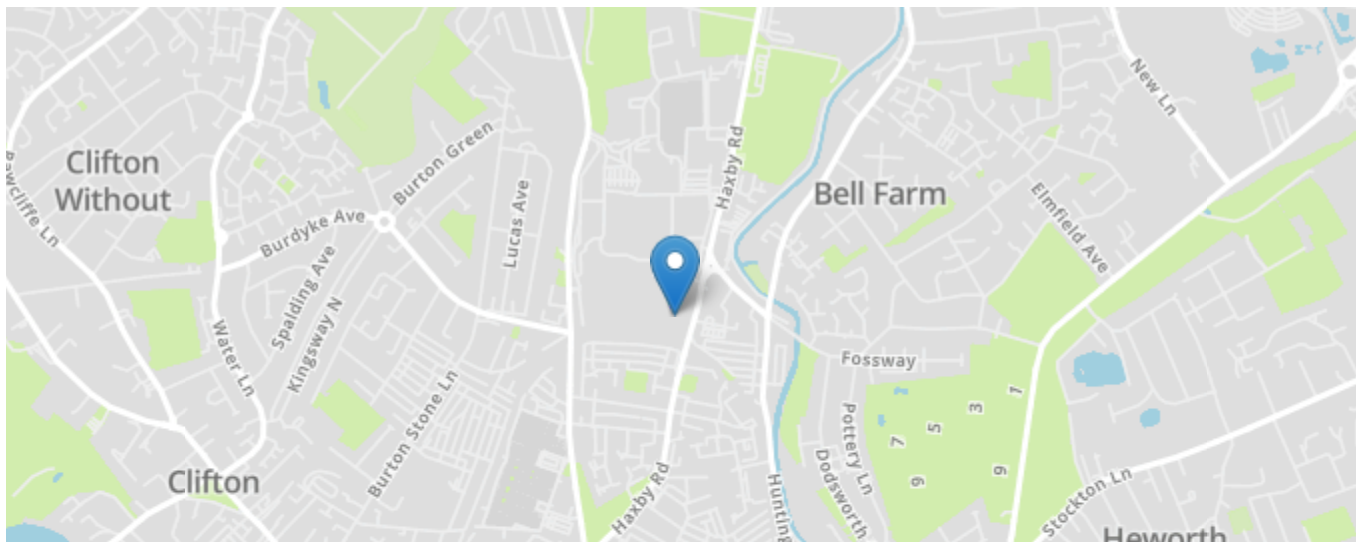 New Ln
Burton Green
Haxby Rd
Clifton
Without
Bell Farm
Lucas Ave
Elmfield Ave
Burdyke Ave
Spalding Ave
Kingsway N
Water Ln
Fossway
Burton Stone Ln
Pottery Ln
1
3
5
7
9
6
Dodsworth
Clifton
Haxby Rd
Stockton Ln
Heworth